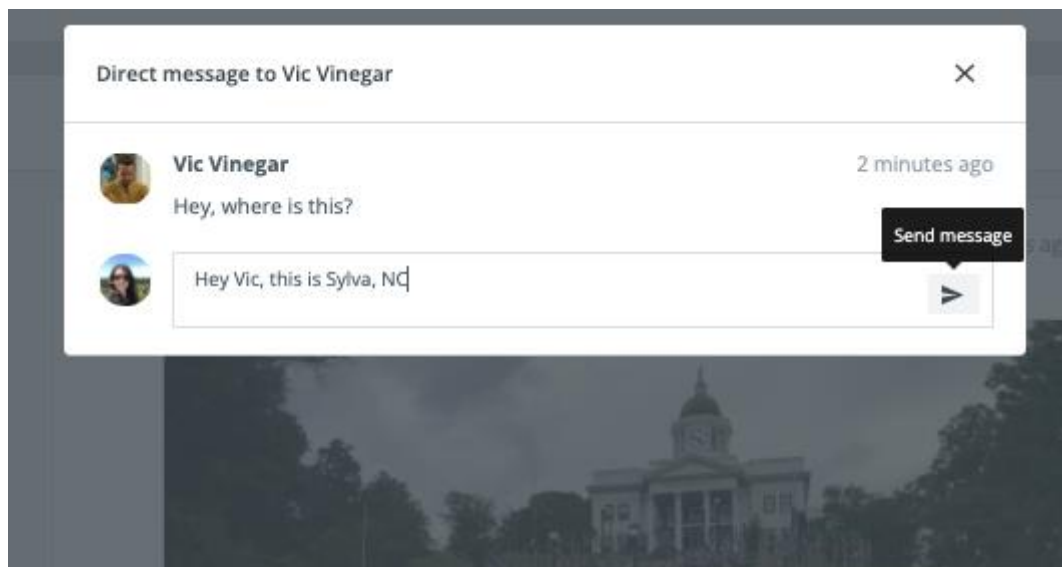 Direct message to Vic Vinegar
Vic Vinegar
2 minutes ago
Hey, where is this?
Send message
Hey Vic, this is Sylva, NC